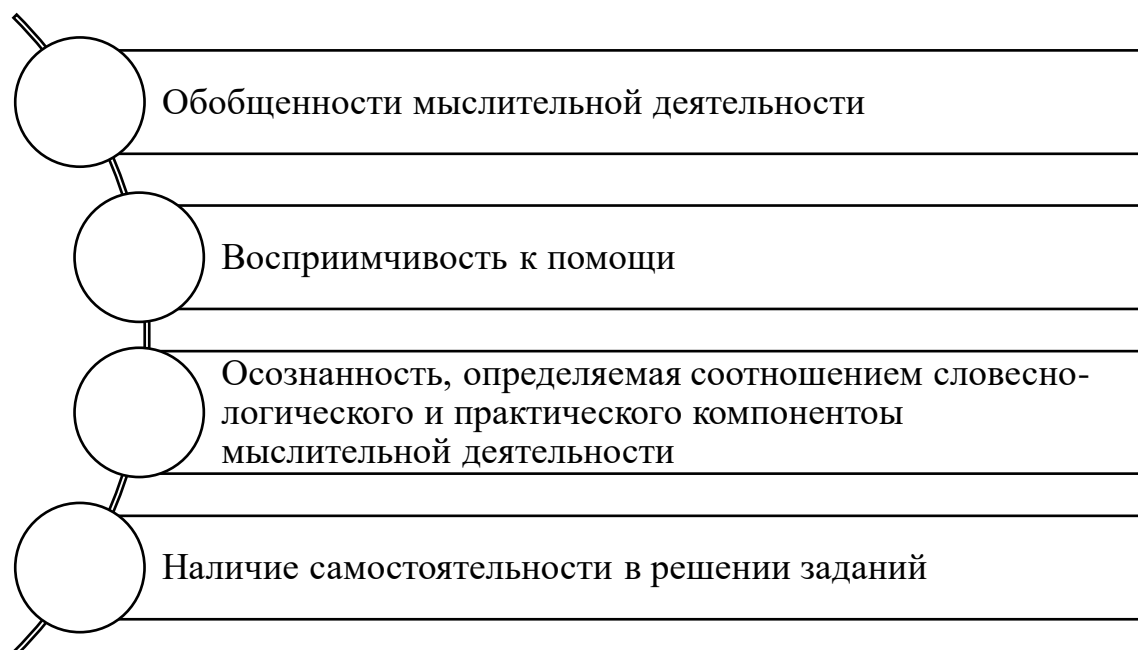 Обобщенности мыслительной деятельности
Восприимчивость к помощи
Осознанность, определяемая соотношением словесно-
логического и практического компонентоы
мыслительной деятельности
Наличие самостоятельности в решении заданий